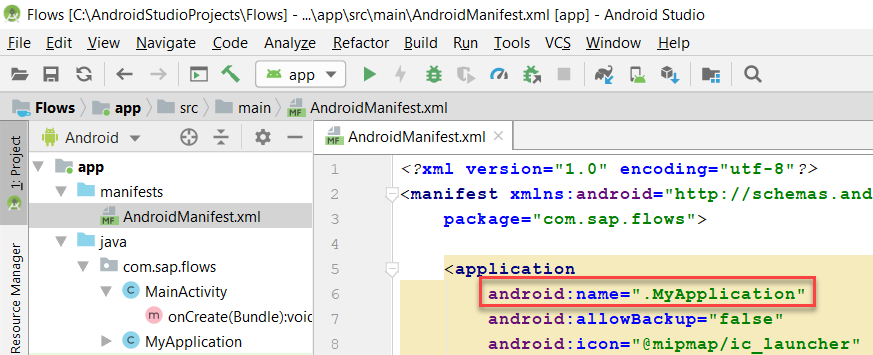 Flows [C:\AndroidStudioProjects\Flows] - ...\app\src\main\AndroidManifest.xml [app] - Android Studio
File Edit View Navigate Code Analyze Refactor Build Run Tools VCS Window Help
app
Flows app src main AndroidManifest.xml
1: Project
Resource Manager
Android
app
manifests
MF AndroidManifest.xml
java
com.sap.flows
C MainActivity
m onCreate(Bundle):void
C MyApplication
MF AndroidManifest.xml
1 <?xml version="1.0" encoding="utf-8"?>
2 <manifest xmlns:android="http://schemas.and
3 package="com.sap.flows">
4
5 <application
6 android:name=".MyApplication"
7 android:allowBackup="false"
8 android:icon="@mipmap/ic_launcher"